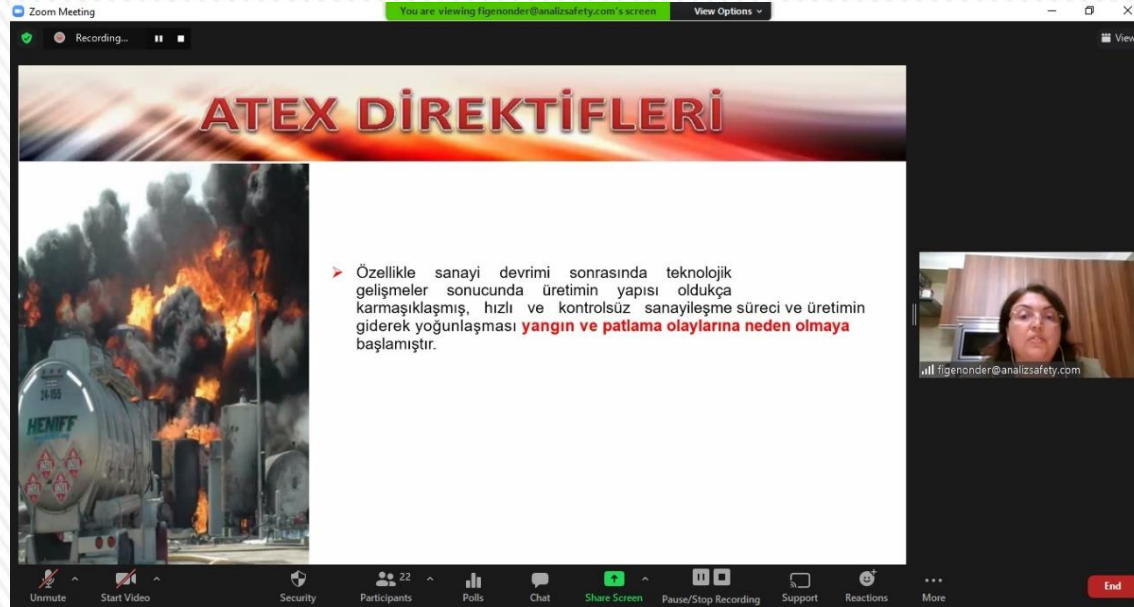 Zoom Meeting
You are viewing figenonder@analizsafety.com's screen
View Options
Recording...
View
ATEX DİREKTİFLERİ
Özellikle sanayi devrimi sonrasında teknolojik
gelişmeler sonucunda üretimin yapısı oldukça
karmaşıklaşmış, hızlı ve kontrolsüz sanayileşme süreci ve üretimin
giderek yoğunlaşması yangın ve patlama olaylarına neden olmaya
başlamıştır.
24-155
HENIFF
figenonder@analizsafety.com
Unmute
Start Video
Security
Participants
22
Polls
Chat
Share Screen
Pause/Stop Recording
Support
Reactions
More
End